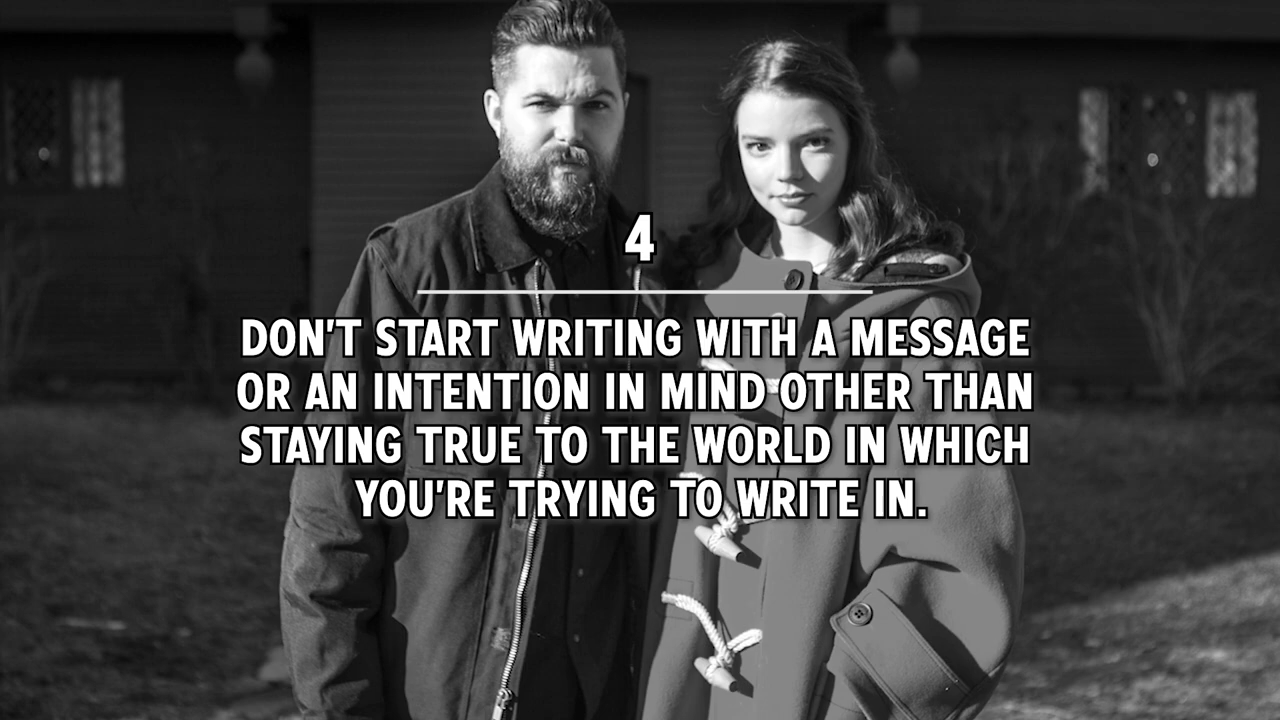 4
DON'T START WRITING WITH A MESSAGE
OR AN INTENTION IN MIND OTHER THAN
STAYING TRUE TO THE WORLD IN WHICH
YOU'RE TRYING TO WRITE IN.